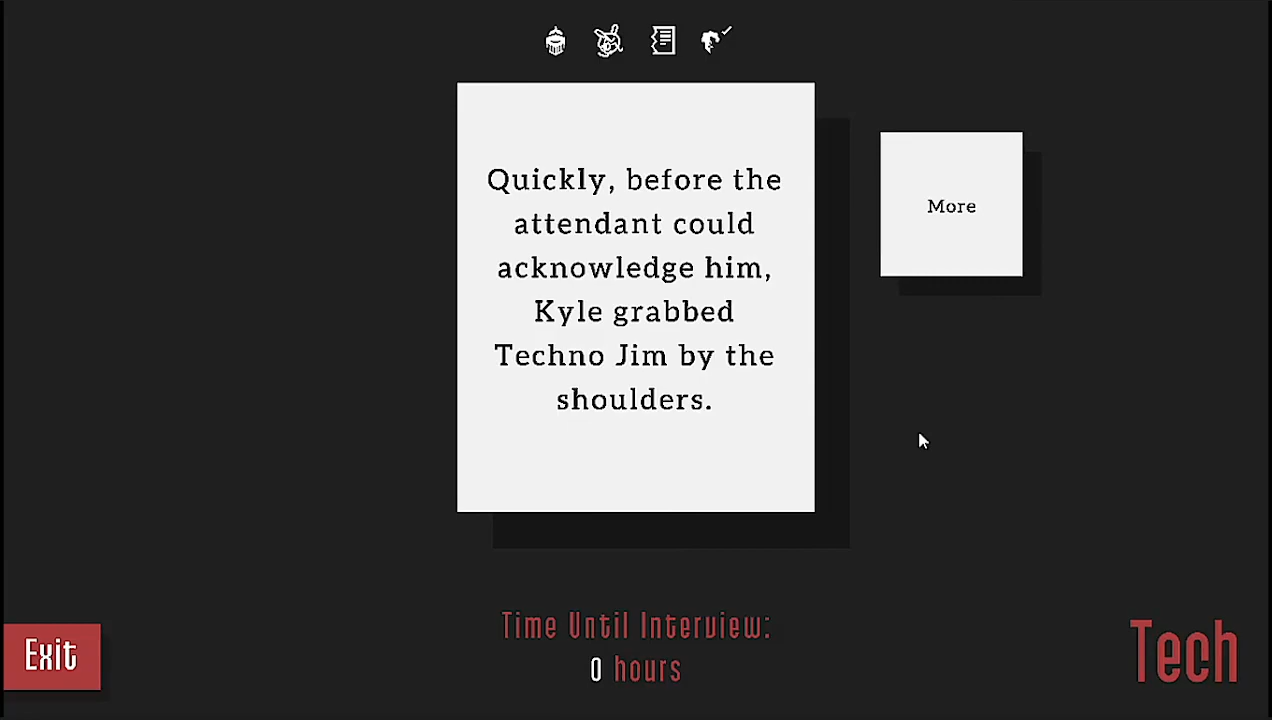 Quickly, before the
attendant could
acknowledge him,
Kyle grabbed
Techno Jim by the
shoulders.
More
Time Until Interview:
0 hours
Exit
Tech